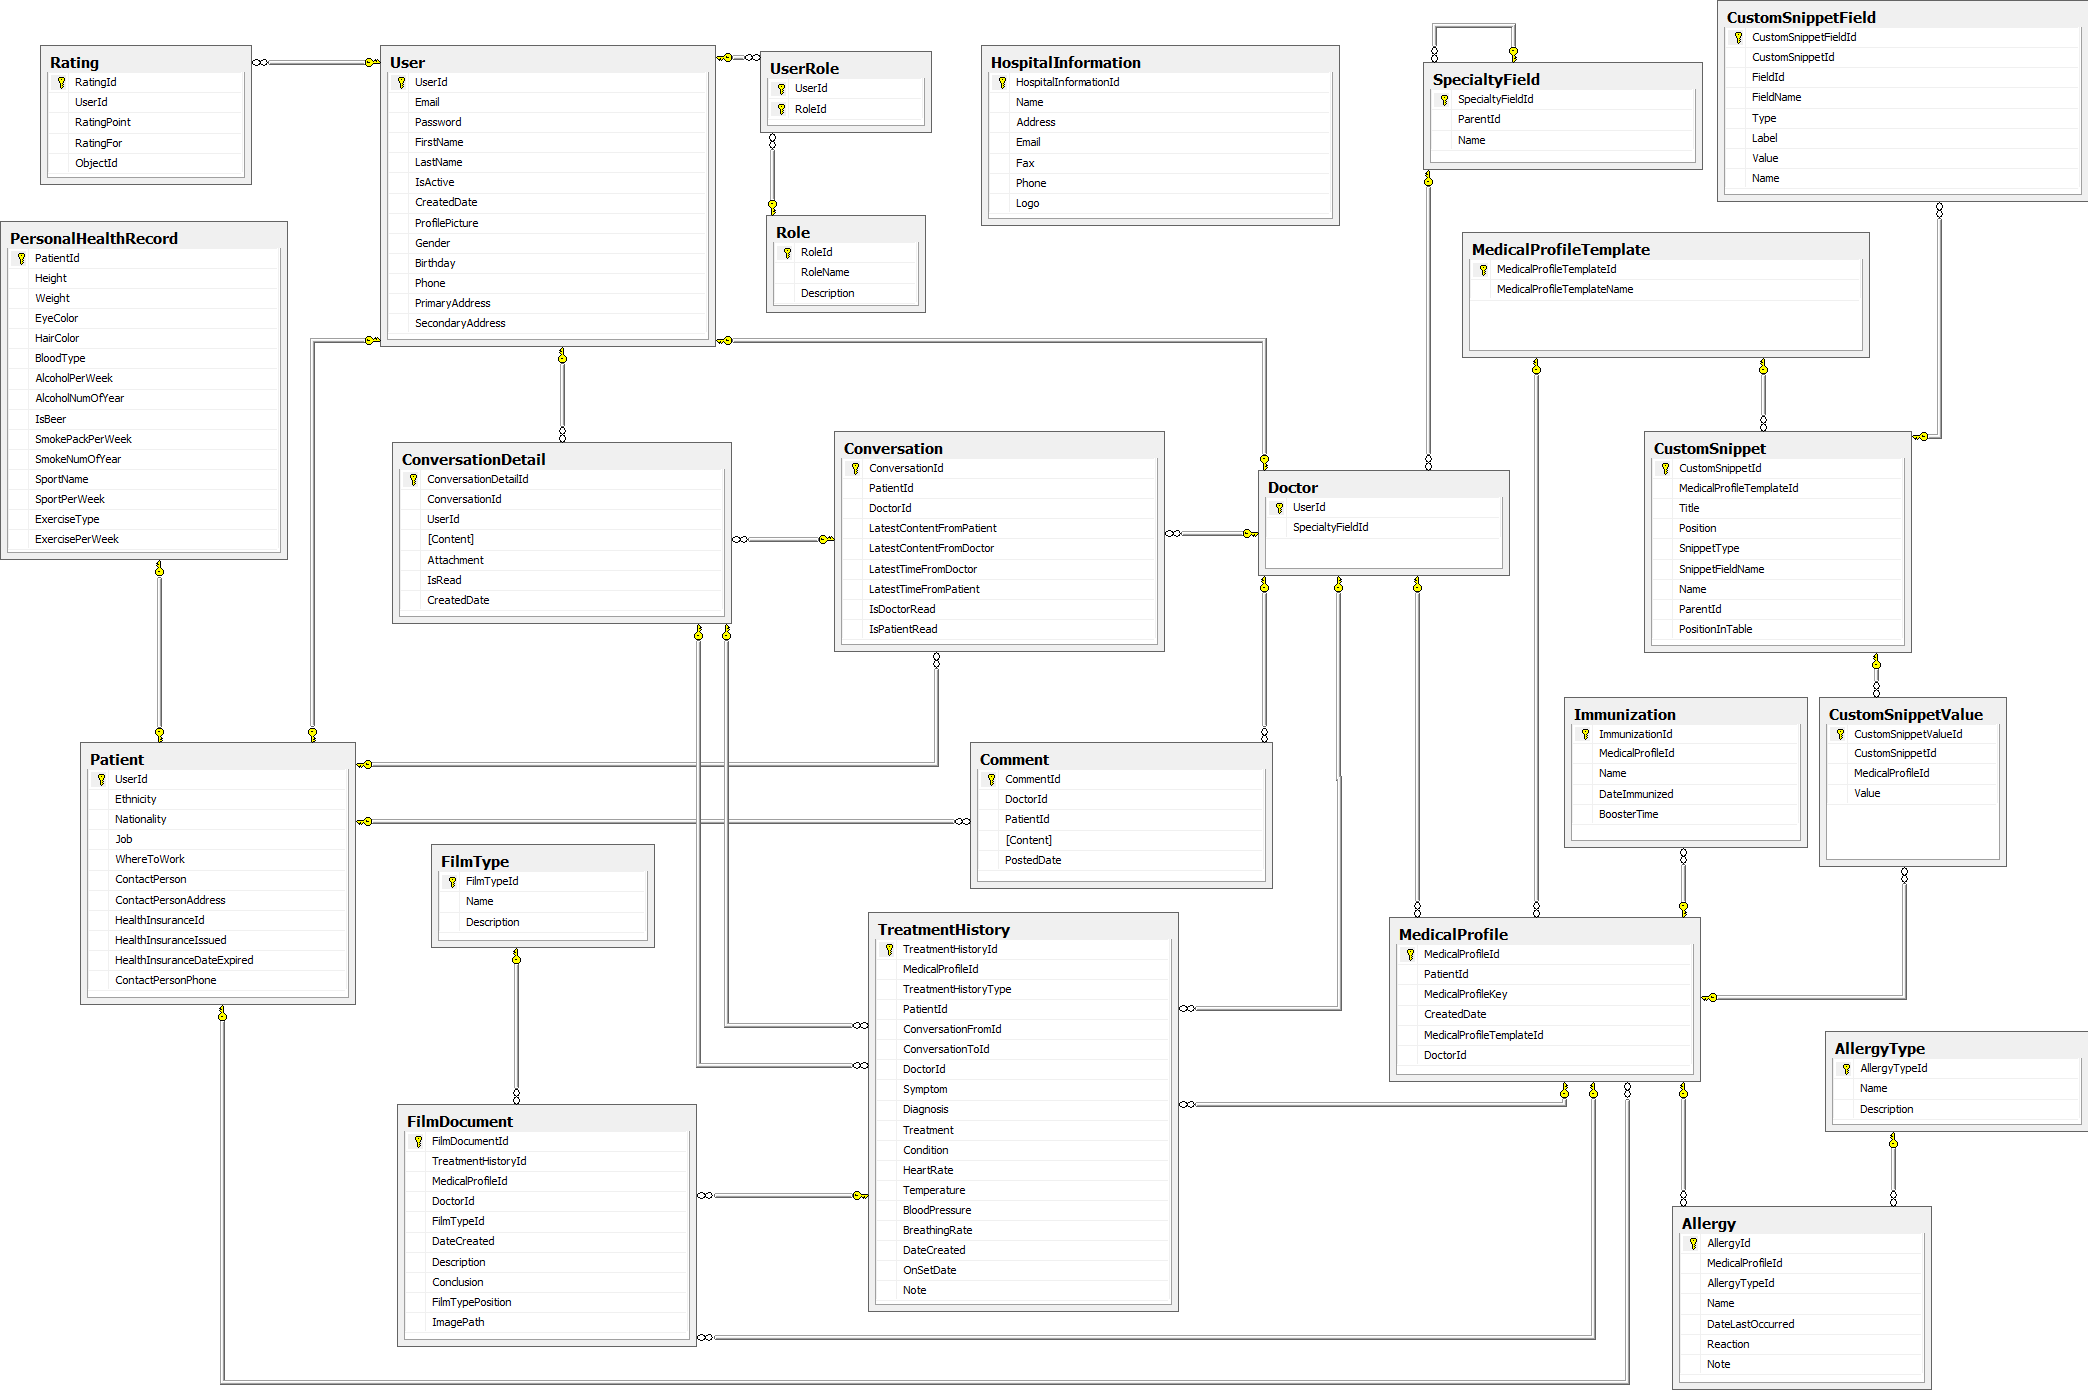 Rating
RatingId
UserId
RatingPoint
RatingFor
ObjectId
User
UserId
Email
Password
FirstName
LastName
IsActive
CreatedDate
ProfilePicture
Gender
Birthday
Phone
PrimaryAddress
SecondaryAddress
UserRole
UserId
RoleId
Role
RoleId
RoleName
Description
HospitalInformation
HospitalInformationId
Name
Address
Email
Fax
Phone
Logo
SpecialtyField
SpecialtyFieldId
ParentId
Name
CustomSnippetField
CustomSnippetFieldId
CustomSnippetId
FieldId
FieldName
Type
Label
Value
Name
PersonalHealthRecord
PatientId
Height
Weight
EyeColor
HairColor
BloodType
AlcoholPerWeek
AlcoholNumOfYear
IsBeer
SmokePackPerWeek
SmokeNumOfYear
SportName
SportPerWeek
ExerciseType
ExercisePerWeek
MedicalProfileTemplate
MedicalProfileTemplateId
MedicalProfileTemplateName
ConversationDetail
ConversationDetailId
ConversationId
UserId
[Content]
Attachment
IsRead
CreatedDate
Conversation
ConversationId
PatientId
DoctorId
LatestContentFromPatient
LatestContentFromDoctor
LatestTimeFromDoctor
LatestTimeFromPatient
IsDoctorRead
IsPatientRead
Doctor
UserId
SpecialtyFieldId
CustomSnippet
CustomSnippetId
MedicalProfileTemplateId
Title
Position
SnippetType
SnippetFieldName
Name
ParentId
PositionInTable
Immunization
ImmunizationId
MedicalProfileId
Name
DateImmunized
BoosterTime
CustomSnippetValue
CustomSnippetValueId
CustomSnippetId
MedicalProfileId
Value
Patient
UserId
Ethnicity
Nationality
Job
WhereToWork
ContactPerson
ContactPersonAddress
HealthInsuranceId
HealthInsuranceIssued
HealthInsuranceDateExpired
ContactPersonPhone
Comment
CommentId
DoctorId
PatientId
[Content]
PostedDate
FilmType
FilmTypeId
Name
Description
TreatmentHistory
TreatmentHistoryId
MedicalProfileId
TreatmentHistoryType
PatientId
ConversationFromId
ConversationToId
DoctorId
Symptom
Diagnosis
Treatment
Condition
HeartRate
Temperature
BloodPressure
BreathingRate
DateCreated
OnSetDate
Note
MedicalProfile
MedicalProfileId
PatientId
MedicalProfileKey
CreatedDate
MedicalProfileTemplateId
DoctorId
AllergyType
AllergyTypeId
Name
Description
FilmDocument
FilmDocumentId
TreatmentHistoryId
MedicalProfileId
DoctorId
FilmTypeId
DateCreated
Description
Conclusion
FilmTypePosition
ImagePath
Allergy
AllergyId
MedicalProfileId
AllergyTypeId
Name
DateLastOccurred
Reaction
Note